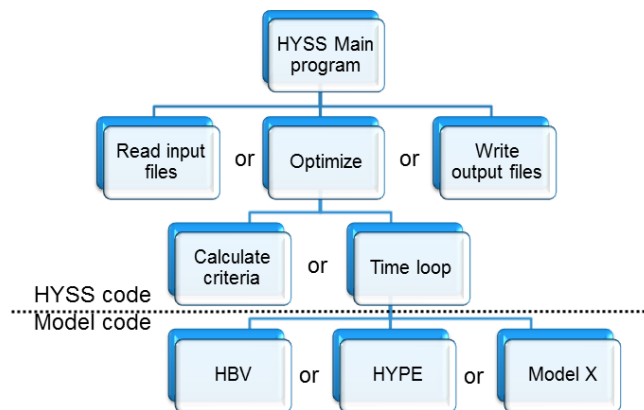 HYSS Main
program
Read input
files
or
Optimize
or
Write
output files
Calculate
criteria
or
Time loop
HYSS code
Model code
HBV
or
HYPE
or
Model X